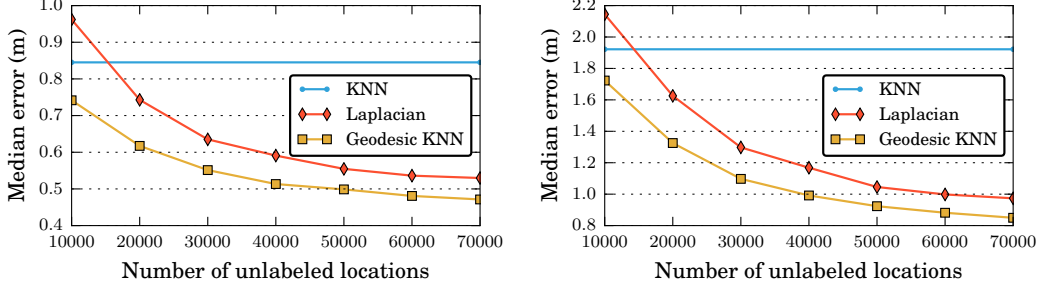 1.0
0.9
0.8
0.7
0.6
0.5
0.4
Median error (m)
KNN
Laplacian
Geodesic KNN
10000 20000 30000 40000 50000 60000 70000
Number of unlabeled locations
2.2
2.0
1.8
1.6
1.4
1.2
1.0
0.8
Median error (m)
KNN
Laplacian
Geodesic KNN
10000 20000 30000 40000 50000 60000 70000
Number of unlabeled locations